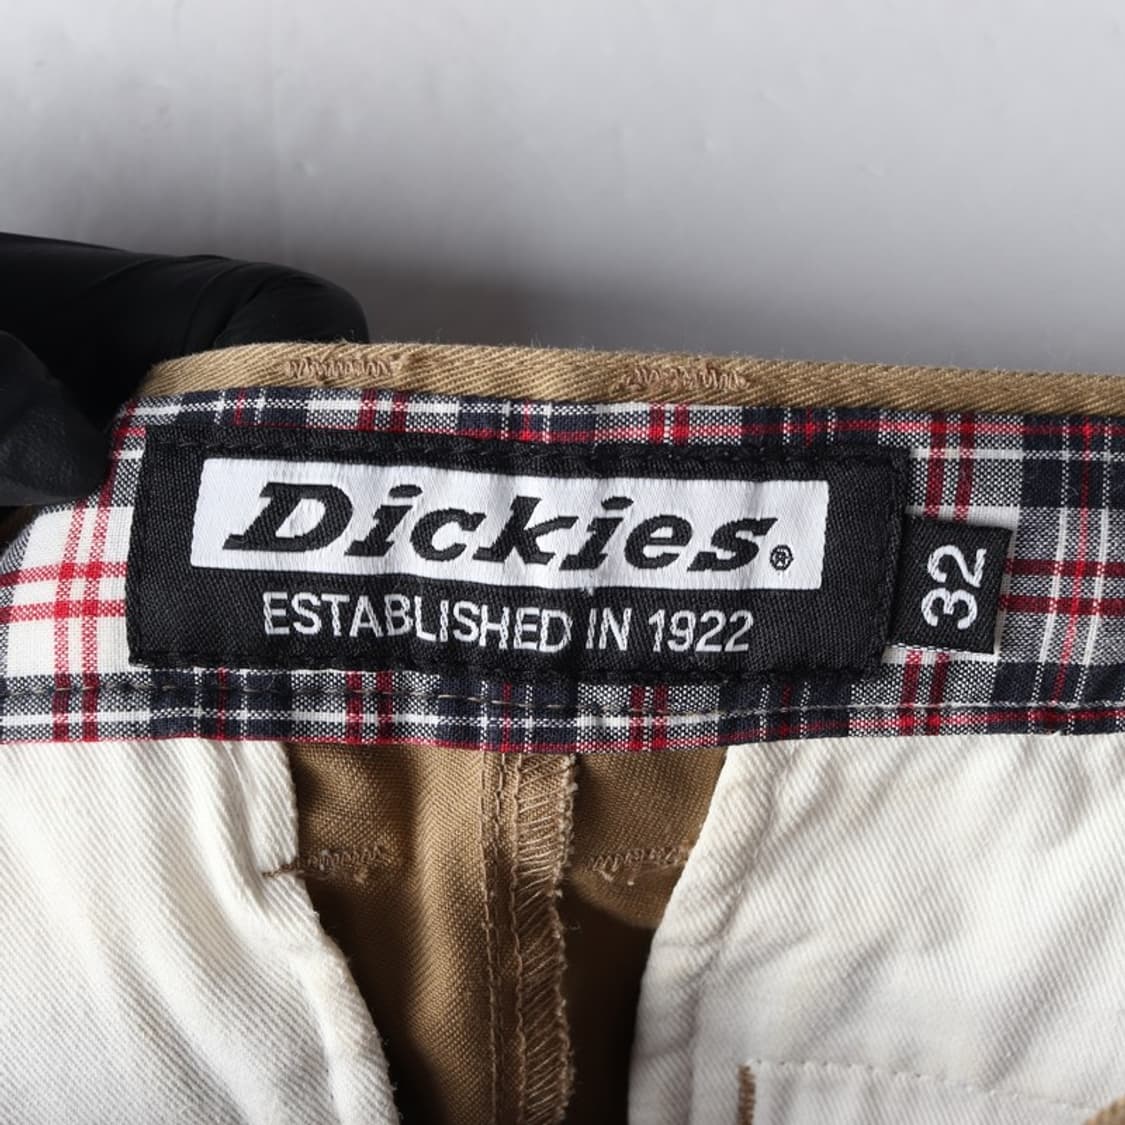 Dickies®
ESTABLISHED IN 1922
32